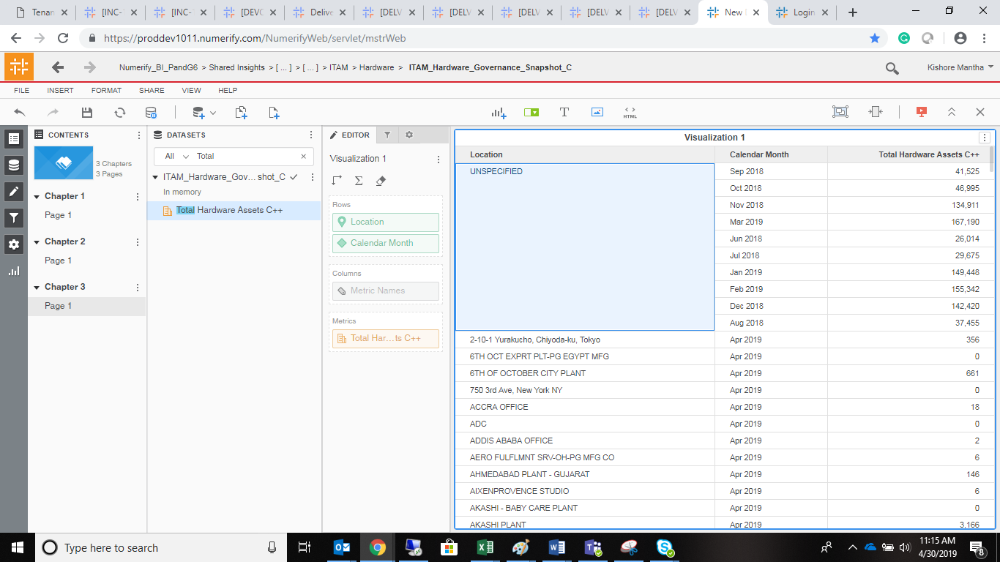 Tenan
[INC-
[INC-
[DEVO
Delive
[DELV
[DELV
[DELV
[DELV
[DELV
New
Login
https://proddev1011.numerify.com/NumerifyWeb/servlet/mstrWeb
Numerify_BI_PandG6 > Shared Insights > [ ... ] > [ ... ] > ITAM > Hardware > ITAM_Hardware_Governance_Snapshot_C
Kishore Mantha
FILE INSERT FORMAT SHARE VIEW HELP
HTML
CONTENTS
3 Chapters
3 Pages
Chapter 1
Page 1
Chapter 2
Page 1
Chapter 3
Page 1
DATASETS
All Total
ITAM_Hardware_Gov... shot_C
In memory
Total Hardware Assets C++
EDITOR
Visualization 1
Rows
Location
Calendar Month
Columns
Metric Names
Metrics
Total Har...ts C++
Visualization 1
Location Calendar Month Total Hardware Assets C++
UNSPECIFIED Sep 2018 41,525
Oct 2018 46,995
Nov 2018 134,911
Mar 2019 167,190
Jun 2018 26,014
Jul 2018 29,675
Jan 2019 149,448
Feb 2019 155,342
Dec 2018 142,420
Aug 2018 37,455
2-10-1 Yurakucho, Chiyoda-ku, Tokyo Apr 2019 356
6TH OCT EXPRT PLT-PG EGYPT MFG Apr 2019 0
6TH OF OCTOBER CITY PLANT Apr 2019 661
750 3rd Ave, New York NY Apr 2019 0
ACCRA OFFICE Apr 2019 18
ADC Apr 2019 0
ADDIS ABABA OFFICE Apr 2019 2
AERO FULFLMNT SRV-OH-PG MFG CO Apr 2019 6
AHMEDABAD PLANT - GUJARAT Apr 2019 146
AIXENPROVENCE STUDIO Apr 2019 6
AKASHI - BABY CARE PLANT Apr 2019 0
AKASHI PLANT Apr 2019 3,166
Type here to search
11:15 AM
4/30/2019
8